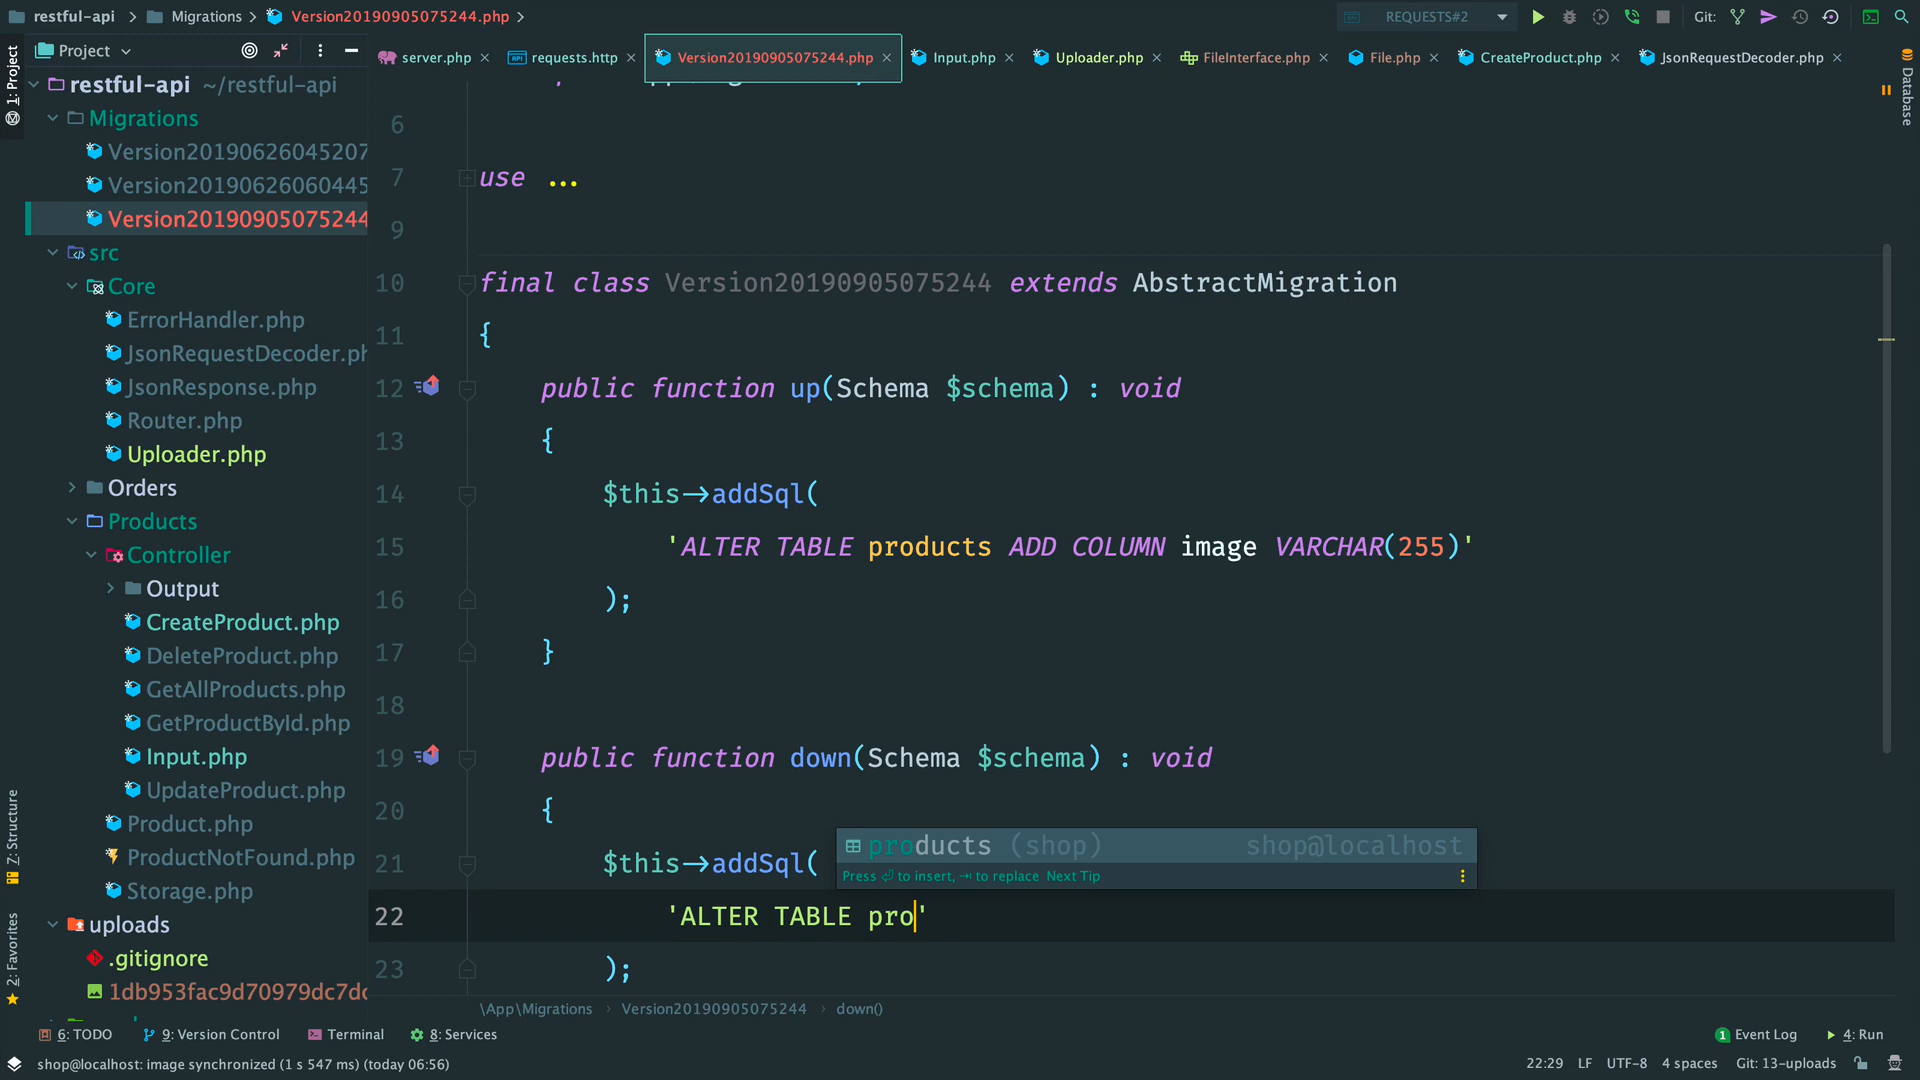 restful-api
Migrations
Version20190905075244.php
REQUESTS#2
Git:
Project
server.php
requests.http
Version20190905075244.php
Input.php
Uploader.php
FileInterface.php
File.php
CreateProduct.php
JsonRequestDecoder.php
1: Project
Z: Structure
2: Favorites
Database
restful-api ~/restful-api
Migrations
Version20190626045207
Version20190626060445
Version20190905075244
src
Core
ErrorHandler.php
JsonRequestDecoder.ph
JsonResponse.php
Router.php
Uploader.php
Orders
Products
Controller
Output
CreateProduct.php
DeleteProduct.php
GetAllProducts.php
GetProductById.php
Input.php
UpdateProduct.php
Product.php
ProductNotFound.php
Storage.php
uploads
.gitignore
1db953fac9d70979dc7dc
6
7 use ...
9
10 final class Version20190905075244 extends AbstractMigration
11 {
12 public function up(Schema $schema) : void
13 {
14 $this->addSql(
15 'ALTER TABLE products ADD COLUMN image VARCHAR(255)'
16 );
17 }
18
19 public function down(Schema $schema) : void
20 {
21 $this->addSql(
products (shop) shop@localhost
Press ⏎ to insert, ⇥ to replace Next Tip
22 'ALTER TABLE pro'
23 );
\App\Migrations › Version20190905075244 › down()
6: TODO
9: Version Control
Terminal
8: Services
1 Event Log
4: Run
shop@localhost: image synchronized (1 s 547 ms) (today 06:56)
22:29 LF UTF-8 4 spaces Git: 13-uploads